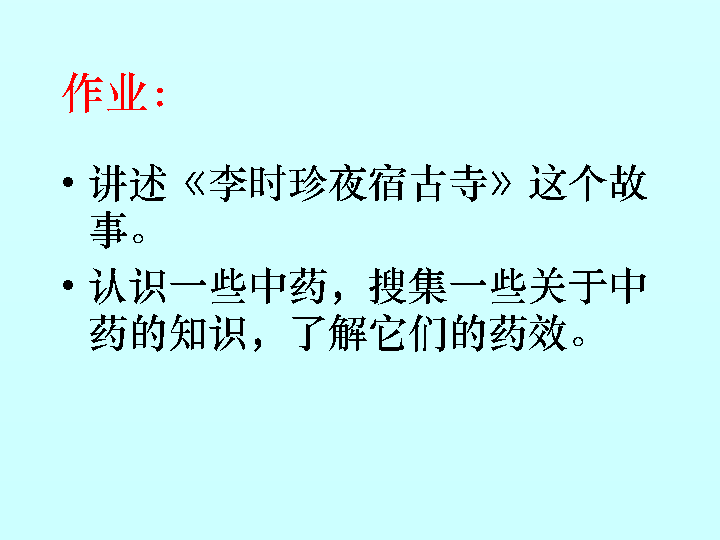 作业：
• 讲述《李时珍夜宿古寺》这个故
事。
• 认识一些中药，搜集一些关于中
药的知识，了解它们的药效。